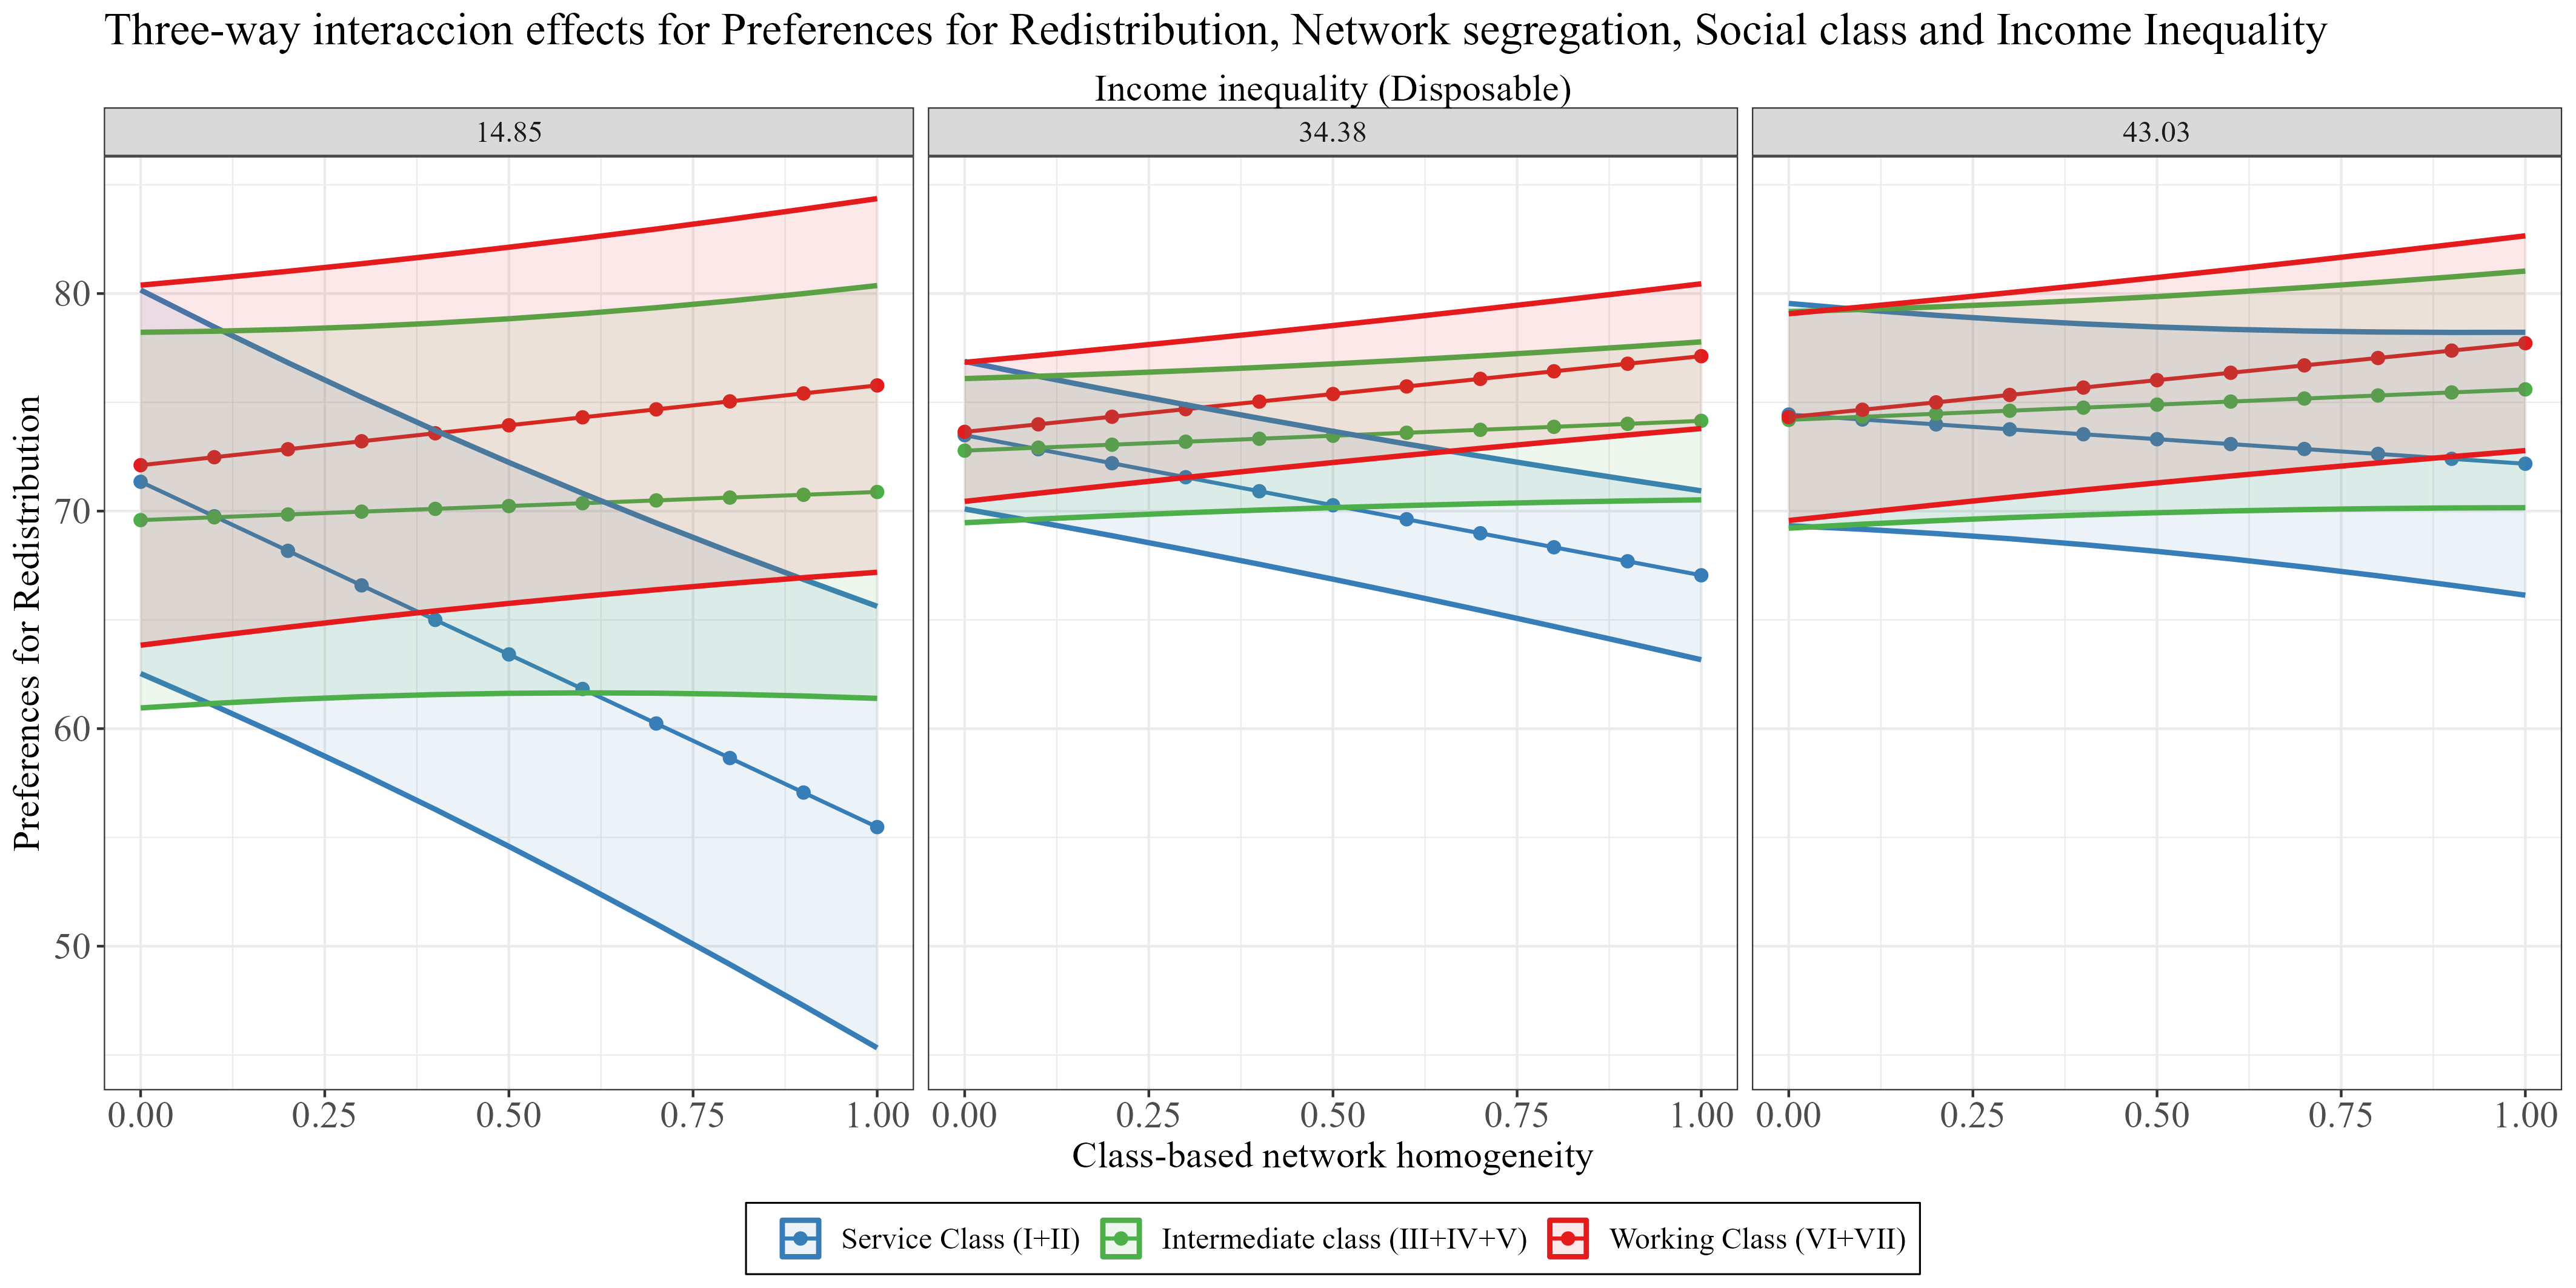 Three-way interaccion effects for Preferences for Redistribution, Network segregation, Social class and Income Inequality
Income inequality (Disposable)
14.85 34.38 43.03
Preferences for Redistribution
80
70
60
50
0.00 0.25 0.50 0.75 1.00 0.00 0.25 0.50 0.75 1.00 0.00 0.25 0.50 0.75 1.00
Class-based network homogeneity
Service Class (I+II) Intermediate class (III+IV+V) Working Class (VI+VII)